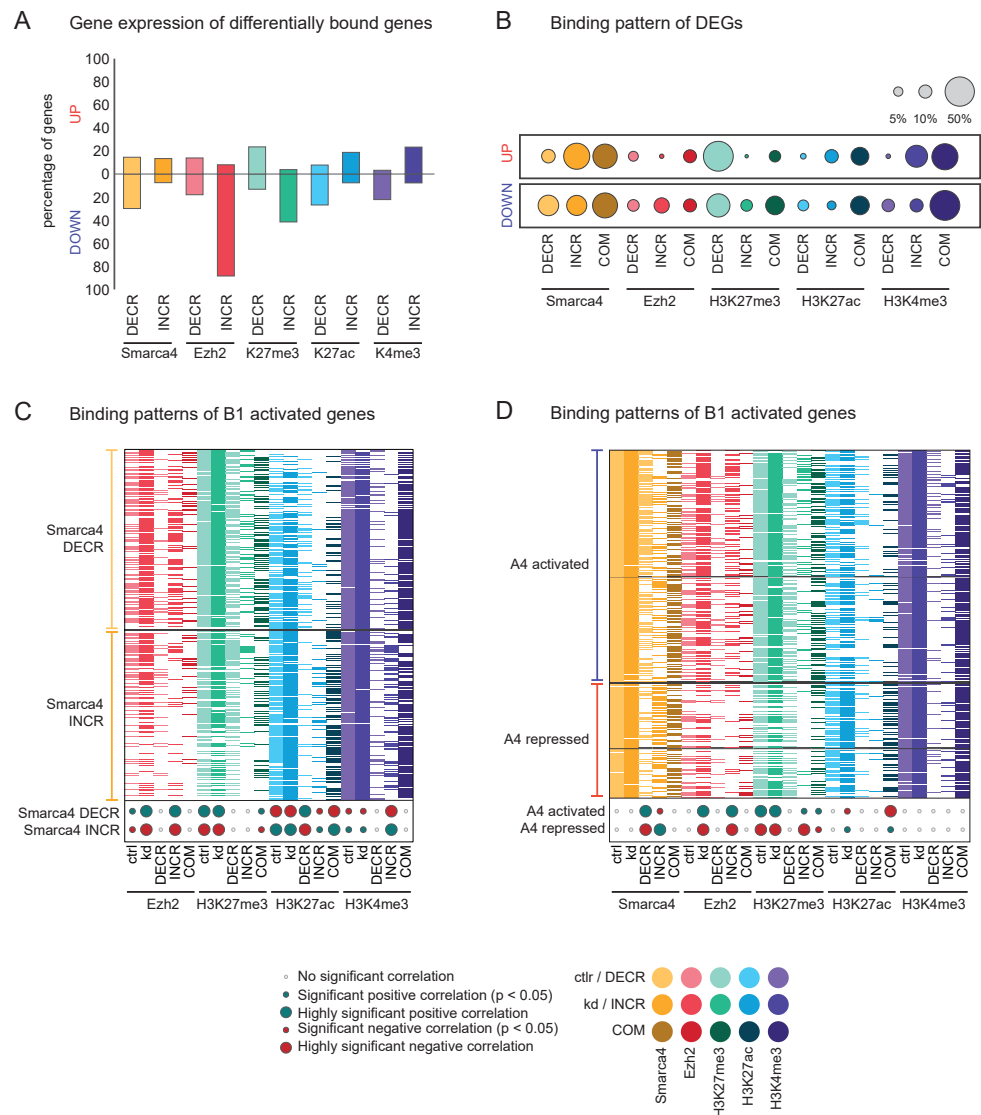 A Gene expression of differentially bound genes
percentage of genes
UP
DOWN
100
80
60
40
20
0
20
40
60
80
100
DECR INCR DECR INCR DECR INCR DECR INCR DECR INCR
Smarca4 Ezh2 K27me3 K27ac K4me3
B Binding pattern of DEGs
5% 10% 50%
UP
DOWN
DECR INCR COM DECR INCR COM DECR INCR COM DECR INCR COM DECR INCR COM
Smarca4 Ezh2 H3K27me3 H3K27ac H3K4me3
C Binding patterns of B1 activated genes
Smarca4
DECR
Smarca4
INCR
Smarca4 DECR
Smarca4 INCR
ctrl kd DECR INCR COM ctrl kd DECR INCR COM ctrl kd DECR INCR COM ctrl kd DECR INCR COM
Ezh2 H3K27me3 H3K27ac H3K4me3
D Binding patterns of B1 activated genes
A4 activated
A4 repressed
A4 activated
A4 repressed
ctrl kd DECR INCR COM ctrl kd DECR INCR COM ctrl kd DECR INCR COM ctrl kd DECR INCR COM ctrl kd DECR INCR COM
Smarca4 Ezh2 H3K27me3 H3K27ac H3K4me3
No significant correlation
Significant positive correlation (p < 0.05)
Highly significant positive correlation
Significant negative correlation (p < 0.05)
Highly significant negative correlation
ctlr / DECR
kd / INCR
COM
Smarca4 Ezh2 H3K27me3 H3K27ac H3K4me3